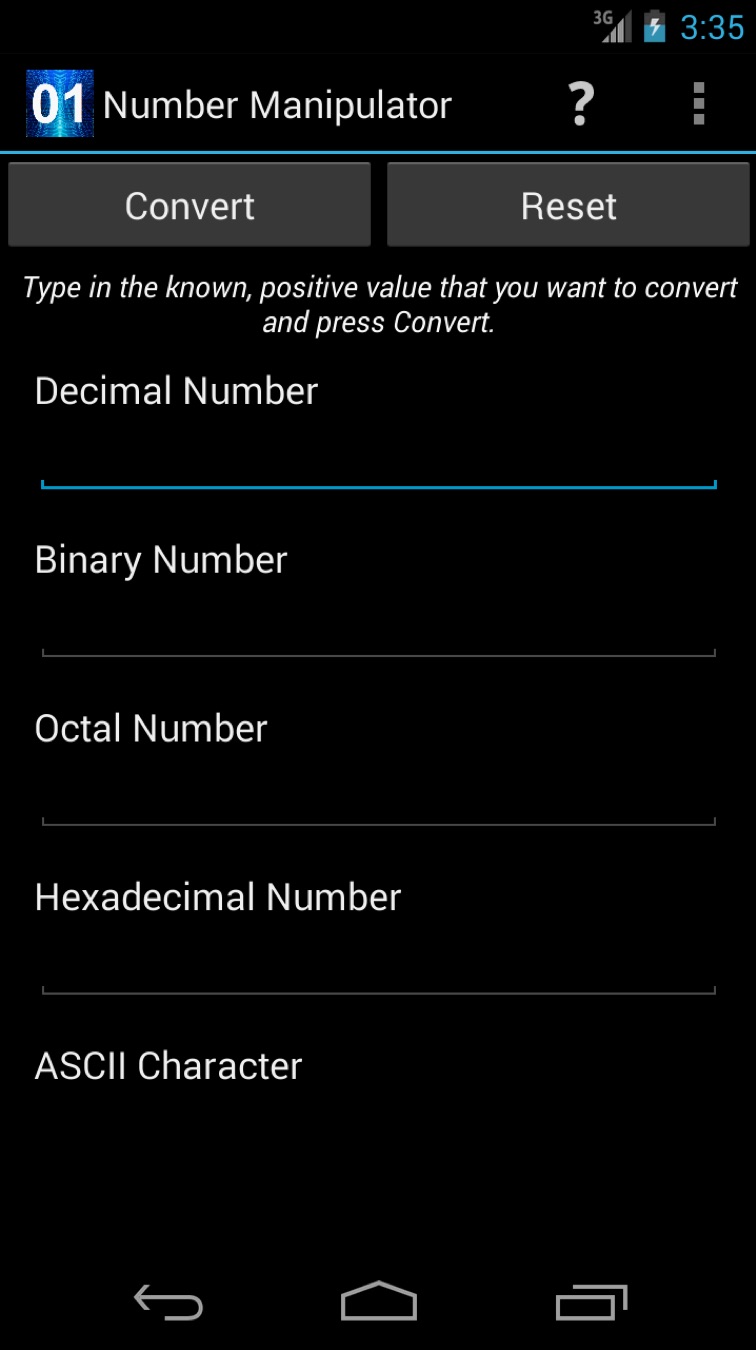 3G 3:35
01 Number Manipulator ?
Convert Reset
Type in the known, positive value that you want to convert
and press Convert.
Decimal Number
Binary Number
Octal Number
Hexadecimal Number
ASCII Character